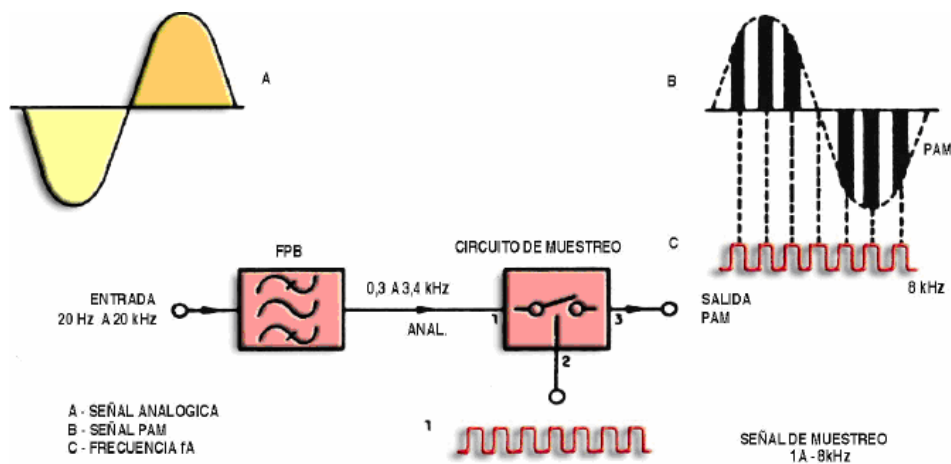 A
B
PAM
C
8 kHz
FPB
CIRCUITO DE MUESTREO
ENTRADA
20 Hz A 20 kHz
0,3 A 3,4 kHz
ANAL.
1
3
2
SALIDA
PAM
A - SEÑAL ANALOGICA
B - SEÑAL PAM
C - FRECUENCIA fA
1
SEÑAL DE MUESTREO
1A - 8kHz